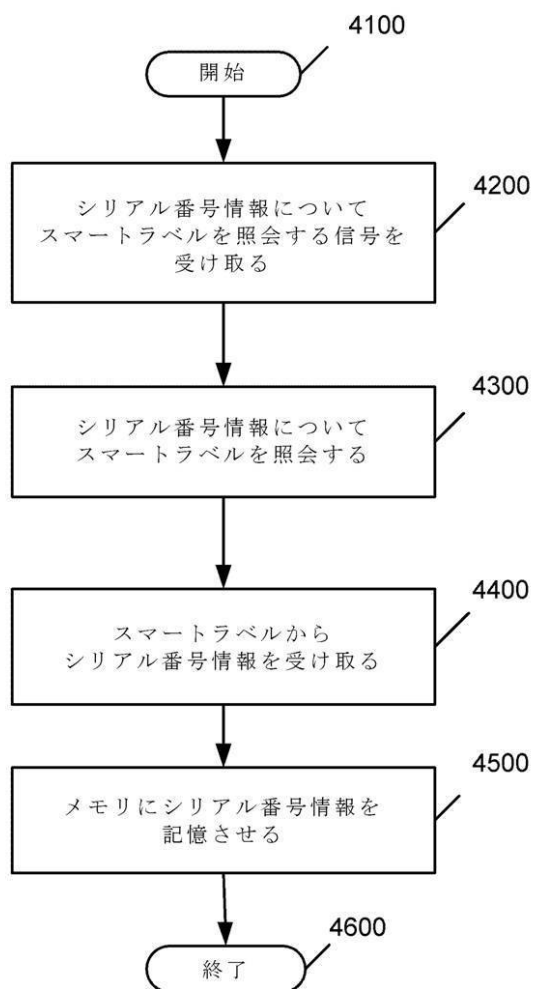 4100
開始
4200
シリアル番号情報について
スマートラベルを照会する信号を
受け取る
4300
シリアル番号情報について
スマートラベルを照会する
4400
スマートラベルから
シリアル番号情報を受け取る
4500
メモリにシリアル番号情報を
記憶させる
4600
終了